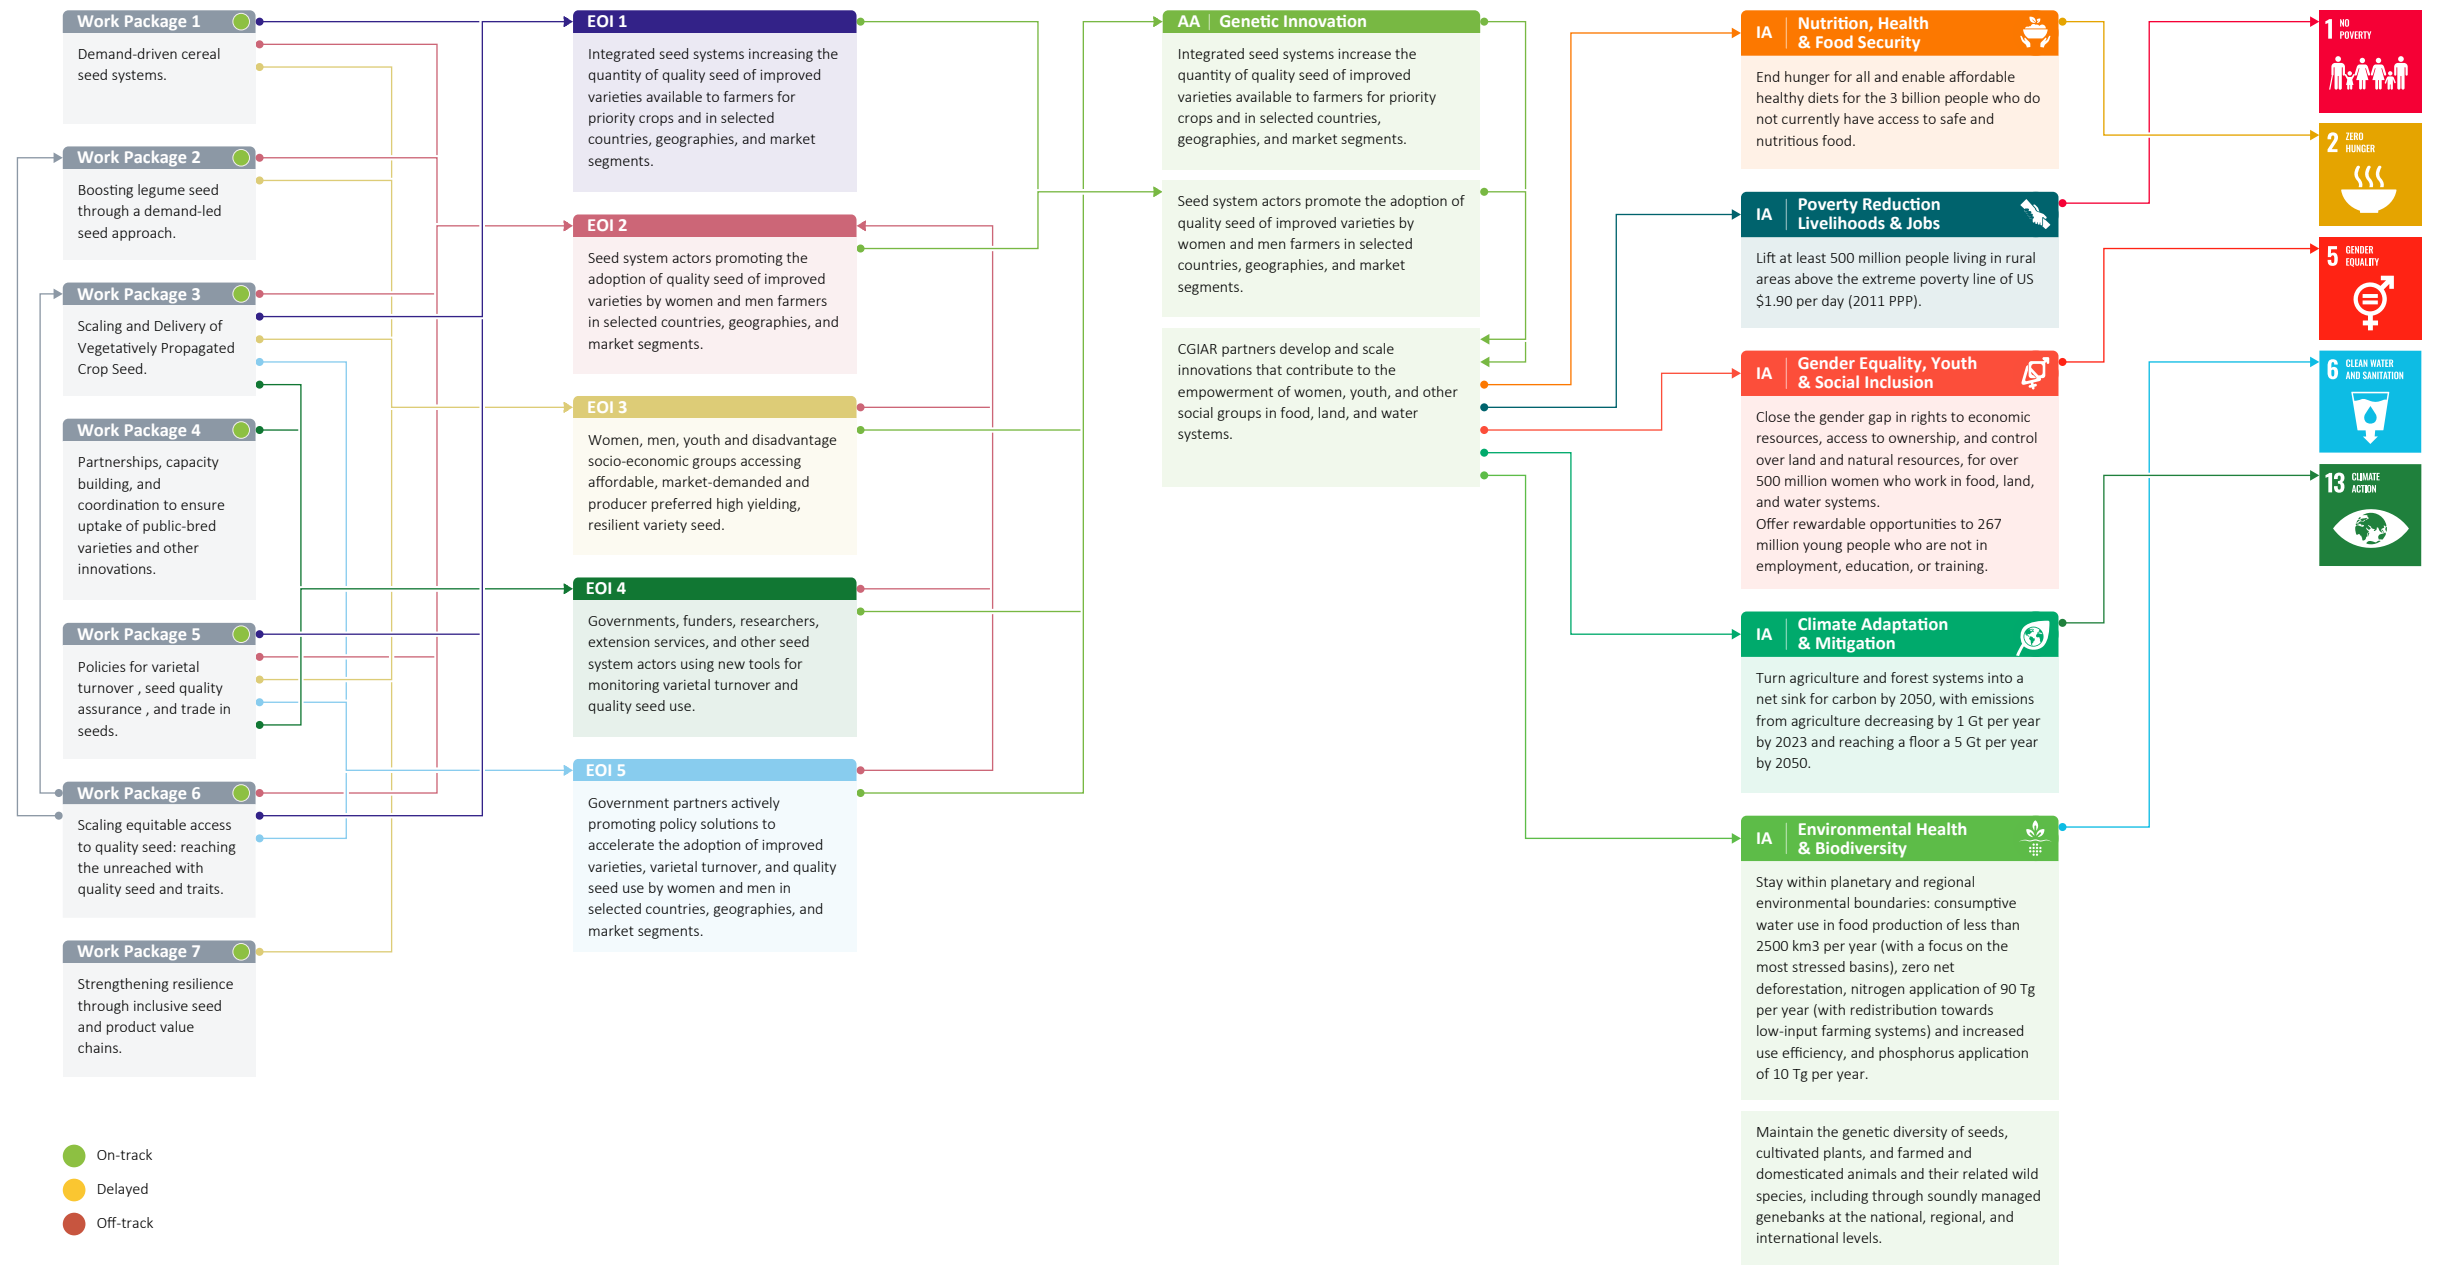 Work Package 1
Demand-driven cereal
seed systems.
Work Package 2
Boosting legume seed
through a demand-led
seed approach.
Work Package 3
Scaling and Delivery of
Vegetatively Propagated
Crop Seed.
Work Package 4
Partnerships, capacity
building, and
coordination to ensure
uptake of public-bred
varieties and other
innovations.
Work Package 5
Policies for varietal
turnover , seed quality
assurance , and trade in
seeds.
Work Package 6
Scaling equitable access
to quality seed: reaching
the unreached with
quality seed and traits.
Work Package 7
Strengthening resilience
through inclusive seed
and product value
chains.
On-track
Delayed
Off-track
EOI 1
Integrated seed systems increasing the
quantity of quality seed of improved
varieties available to farmers for
priority crops and in selected
countries, geographies, and market
segments.
EOI 2
Seed system actors promoting the
adoption of quality seed of improved
varieties by women and men farmers
in selected countries, geographies, and
market segments.
EOI 3
Women, men, youth and disadvantage
socio-economic groups accessing
affordable, market-demanded and
producer preferred high yielding,
resilient variety seed.
EOI 4
Governments, funders, researchers,
extension services, and other seed
system actors using new tools for
monitoring varietal turnover and
quality seed use.
EOI 5
Government partners actively
promoting policy solutions to
accelerate the adoption of improved
varieties, varietal turnover, and quality
seed use by women and men in
selected countries, geographies, and
market segments.
AA | Genetic Innovation
Integrated seed systems increase the
quantity of quality seed of improved
varieties available to farmers for priority
crops and in selected countries,
geographies, and market segments.
Seed system actors promote the adoption of
quality seed of improved varieties by
women and men farmers in selected
countries, geographies, and market
segments.
CGIAR partners develop and scale
innovations that contribute to the
empowerment of women, youth, and other
social groups in food, land, and water
systems.
IA | Nutrition, Health
& Food Security
End hunger for all and enable affordable
healthy diets for the 3 billion people who do
not currently have access to safe and
nutritious food.
IA | Poverty Reduction
Livelihoods & Jobs
Lift at least 500 million people living in rural
areas above the extreme poverty line of US
$1.90 per day (2011 PPP).
IA | Gender Equality, Youth
& Social Inclusion
Close the gender gap in rights to economic
resources, access to ownership, and control
over land and natural resources, for over
500 million women who work in food, land,
and water systems.
Offer rewardable opportunities to 267
million young people who are not in
employment, education, or training.
IA | Climate Adaptation
& Mitigation
Turn agriculture and forest systems into a
net sink for carbon by 2050, with emissions
from agriculture decreasing by 1 Gt per year
by 2023 and reaching a floor a 5 Gt per year
by 2050.
IA | Environmental Health
& Biodiversity
Stay within planetary and regional
environmental boundaries: consumptive
water use in food production of less than
2500 km3 per year (with a focus on the
most stressed basins), zero net
deforestation, nitrogen application of 90 Tg
per year (with redistribution towards
low-input farming systems) and increased
use efficiency, and phosphorus application
of 10 Tg per year.
Maintain the genetic diversity of seeds,
cultivated plants, and farmed and
domesticated animals and their related wild
species, including through soundly managed
genebanks at the national, regional, and
international levels.
1 NO
POVERTY
2 ZERO
HUNGER
5 GENDER
EQUALITY
6 CLEAN WATER
AND SANITATION
13 CLIMATE
ACTION